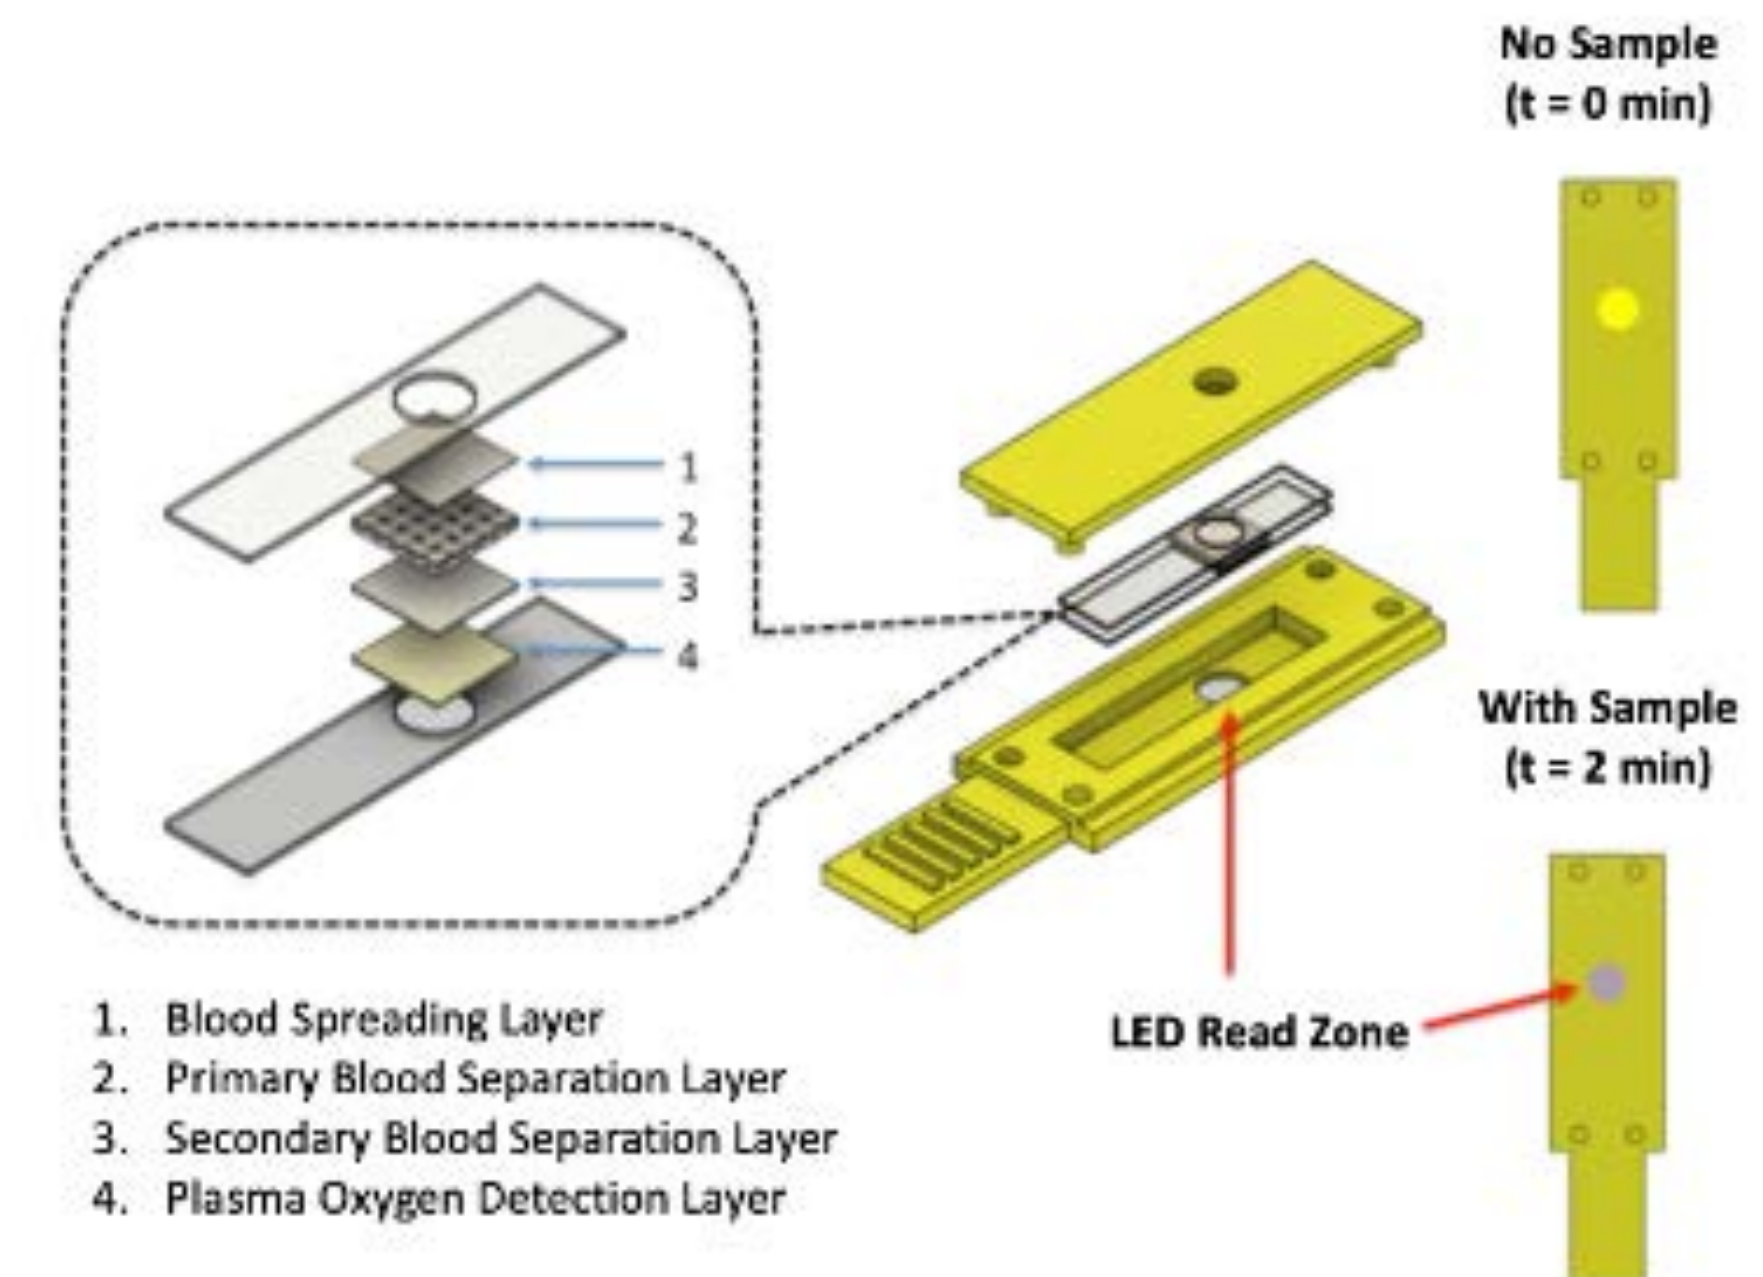 No Sample
(t = 0 min)
1
2
3
4
With Sample
(t = 2 min)
LED Read Zone
1. Blood Spreading Layer
2. Primary Blood Separation Layer
3. Secondary Blood Separation Layer
4. Plasma Oxygen Detection Layer